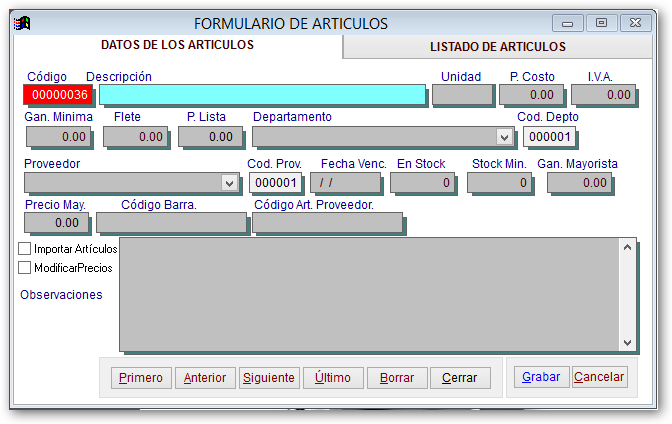 FORMULARIO DE ARTICULOS
DATOS DE LOS ARTICULOS LISTADO DE ARTICULOS
Código Descripción Unidad P. Costo I.V.A.
00000036 0.00 0.00
Gan. Minima Flete P. Lista Departamento Cod. Depto
0.00 0.00 0.00 000001
Proveedor Cod. Prov. Fecha Venc. En Stock Stock Min. Gan. Mayorista
000001 / / 0 0 0.00
Precio May. Código Barra. Código Art. Proveedor.
0.00
Importar Artículos
ModificarPrecios
Observaciones
Primero Anterior Siguiente Último Borrar Cerrar Grabar Cancelar